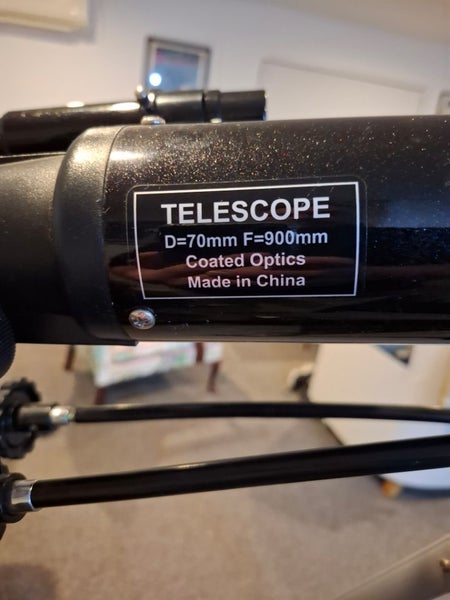 TELESCOPE
D=70mm F=900mm
Coated Optics
Made in China